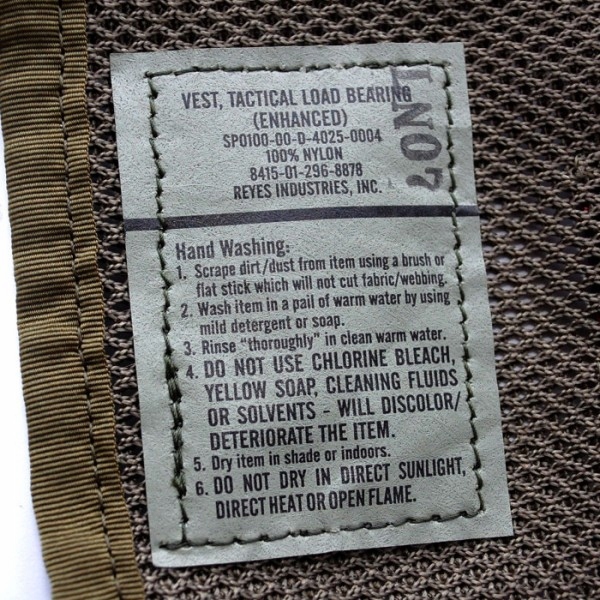 VEST, TACTICAL LOAD BEARING
(ENHANCED)
SPO100-00-D-4025-0004
100% NYLON
8415-01-296-8878
REYES INDUSTRIES, INC.
Hand Washing:
1. Scrape dirt/dust from item using a brush or
flat stick which will not cut fabric/webbing.
2. Wash item in a pail of warm water by using
mild detergent or soap.
3. Rinse "thoroughly" in clean warm water.
4. DO NOT USE CHLORINE BLEACH,
YELLOW SOAP, CLEANING FLUIDS
OR SOLVENTS - WILL DISCOLOR/
DETERIORATE THE ITEM.
5. Dry item in shade or indoors.
6. DO NOT DRY IN DIRECT SUNLIGHT,
DIRECT HEAT OR OPEN FLAME.